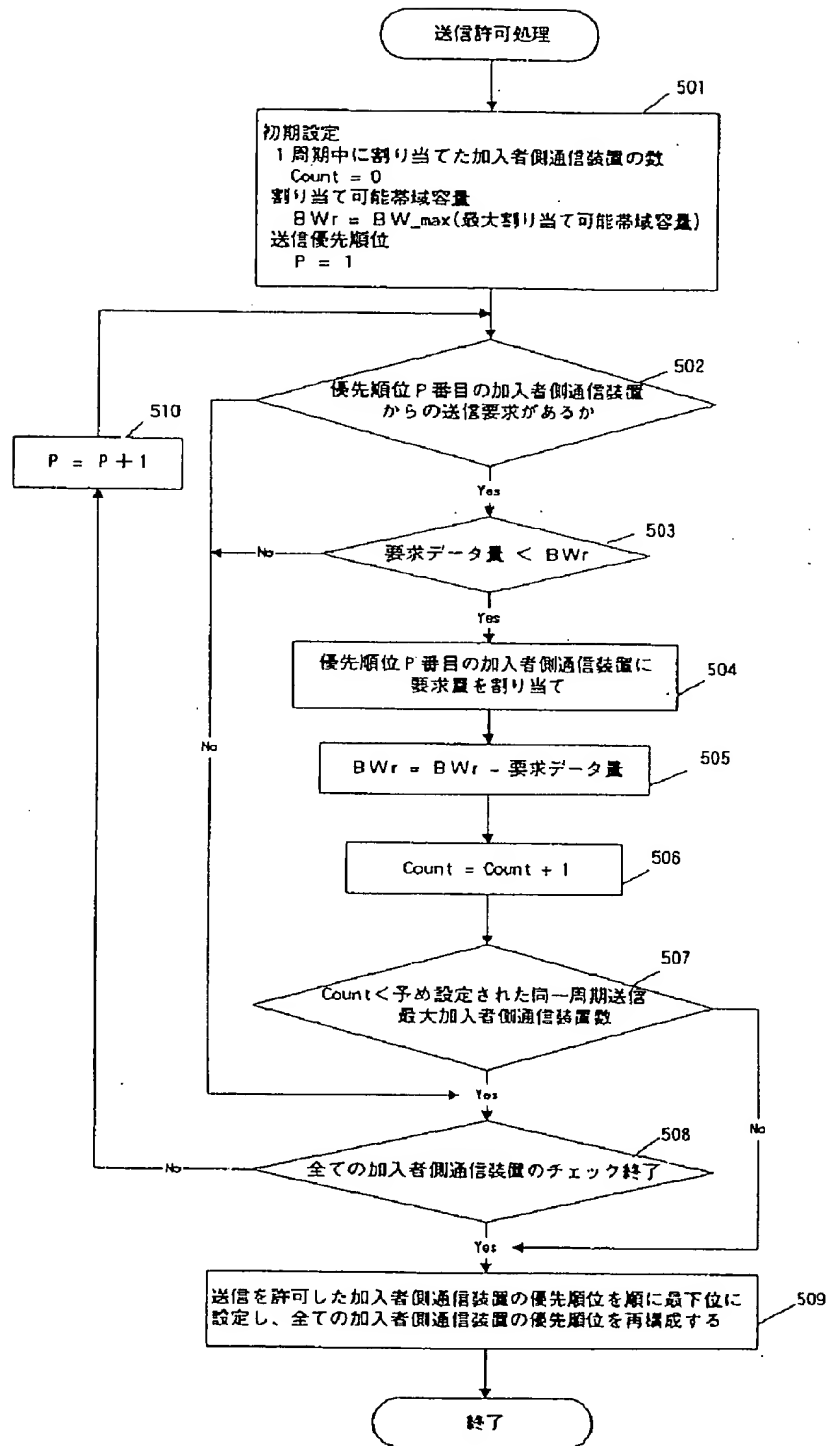 送信許可処理
501
初期設定
1周期中に割り当てた加入者側通信装置の数
Count = 0
割り当て可能帯域容量
BWr = BW_max(最大割り当て可能帯域容量)
送信優先順位
P = 1
502
優先順位P番目の加入者側通信装置
からの送信要求があるか
510
P = P+1
Yes
503
要求データ量 < BWr
No
Yes
優先順位P番目の加入者側通信装置に
要求量を割り当て
504
No
BWr = BWr - 要求データ量
505
Count = Count + 1
506
507
Count<予め設定された同一周期送信
最大加入者側通信装置数
Yes
No
508
全ての加入者側通信装置のチェック終了
No
Yes
送信を許可した加入者側通信装置の優先順位を順に最下位に
設定し、全ての加入者側通信装置の優先順位を再構成する
509
終了